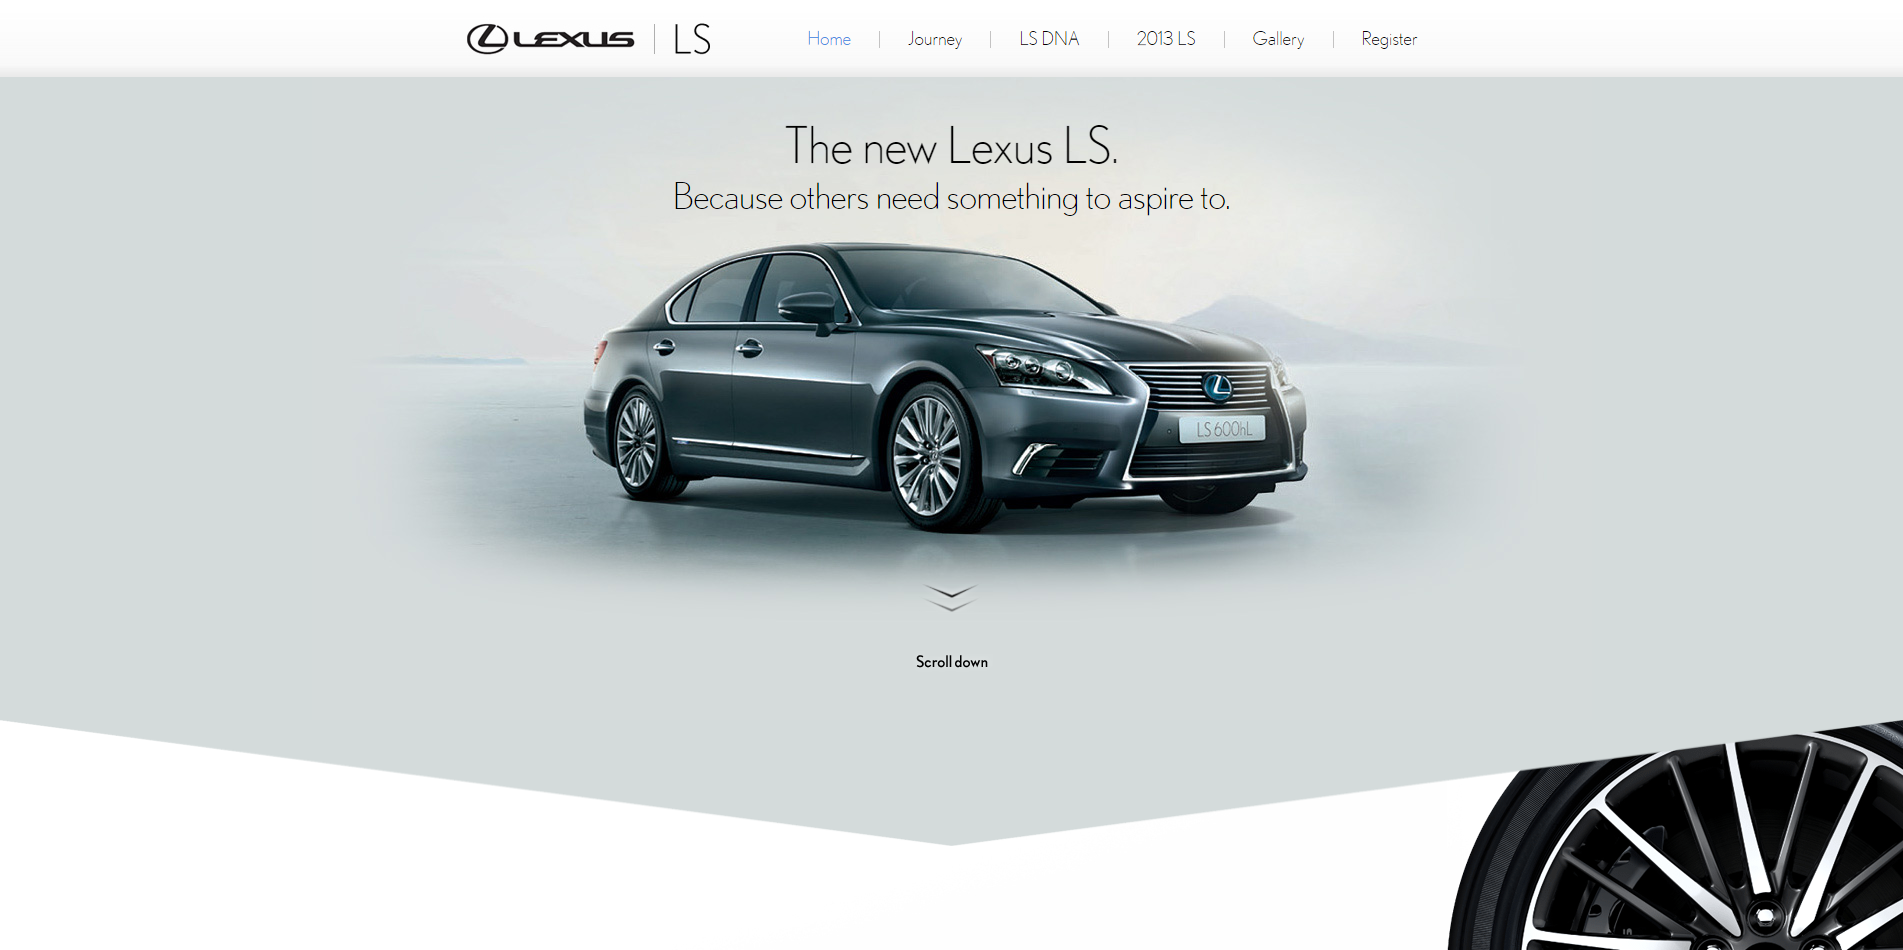 LEXUS LS
Home
Journey
LS DNA
2013 LS
Gallery
Register
The new Lexus LS.
Because others need something to aspire to.
LS 600hL
Scroll down